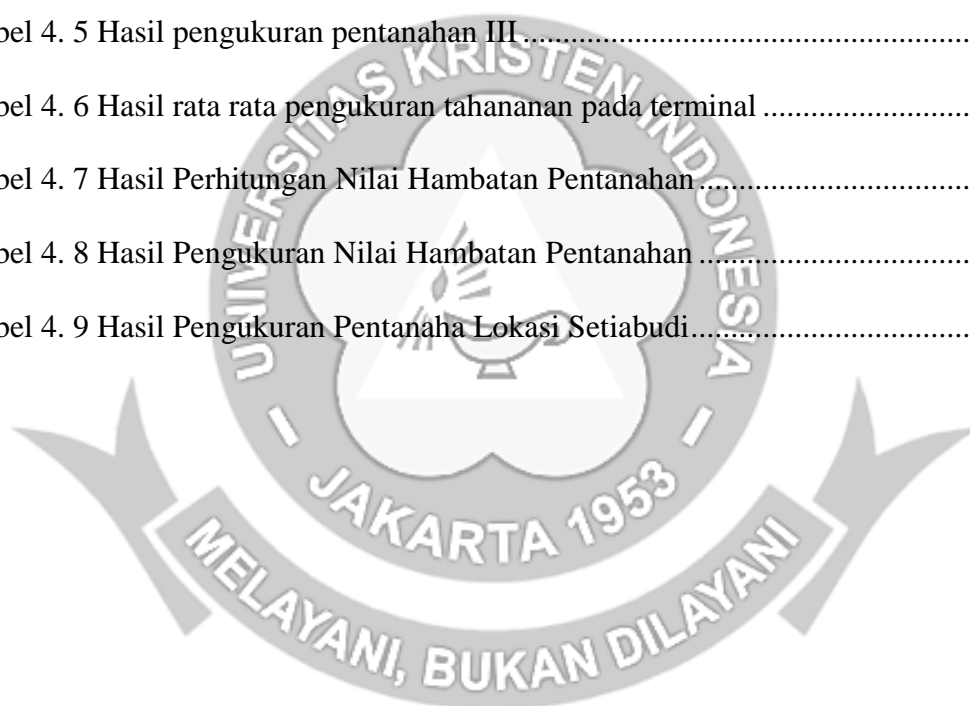 bel 4. 5 Hasil pengukuran pentanahan III
bel 4. 6 Hasil rata rata pengukuran tahananan pada terminal
bel 4. 7 Hasil Perhitungan Nilai Hambatan Pentanahan
bel 4. 8 Hasil Pengukuran Nilai Hambatan Pentanahan
bel 4. 9 Hasil Pengukuran Pentanaha Lokasi Setiabudi
UNIVERSITAS KRISTEN INDONESIA
– JAKARTA 1953 –
MELAYANI, BUKAN DILAYANI